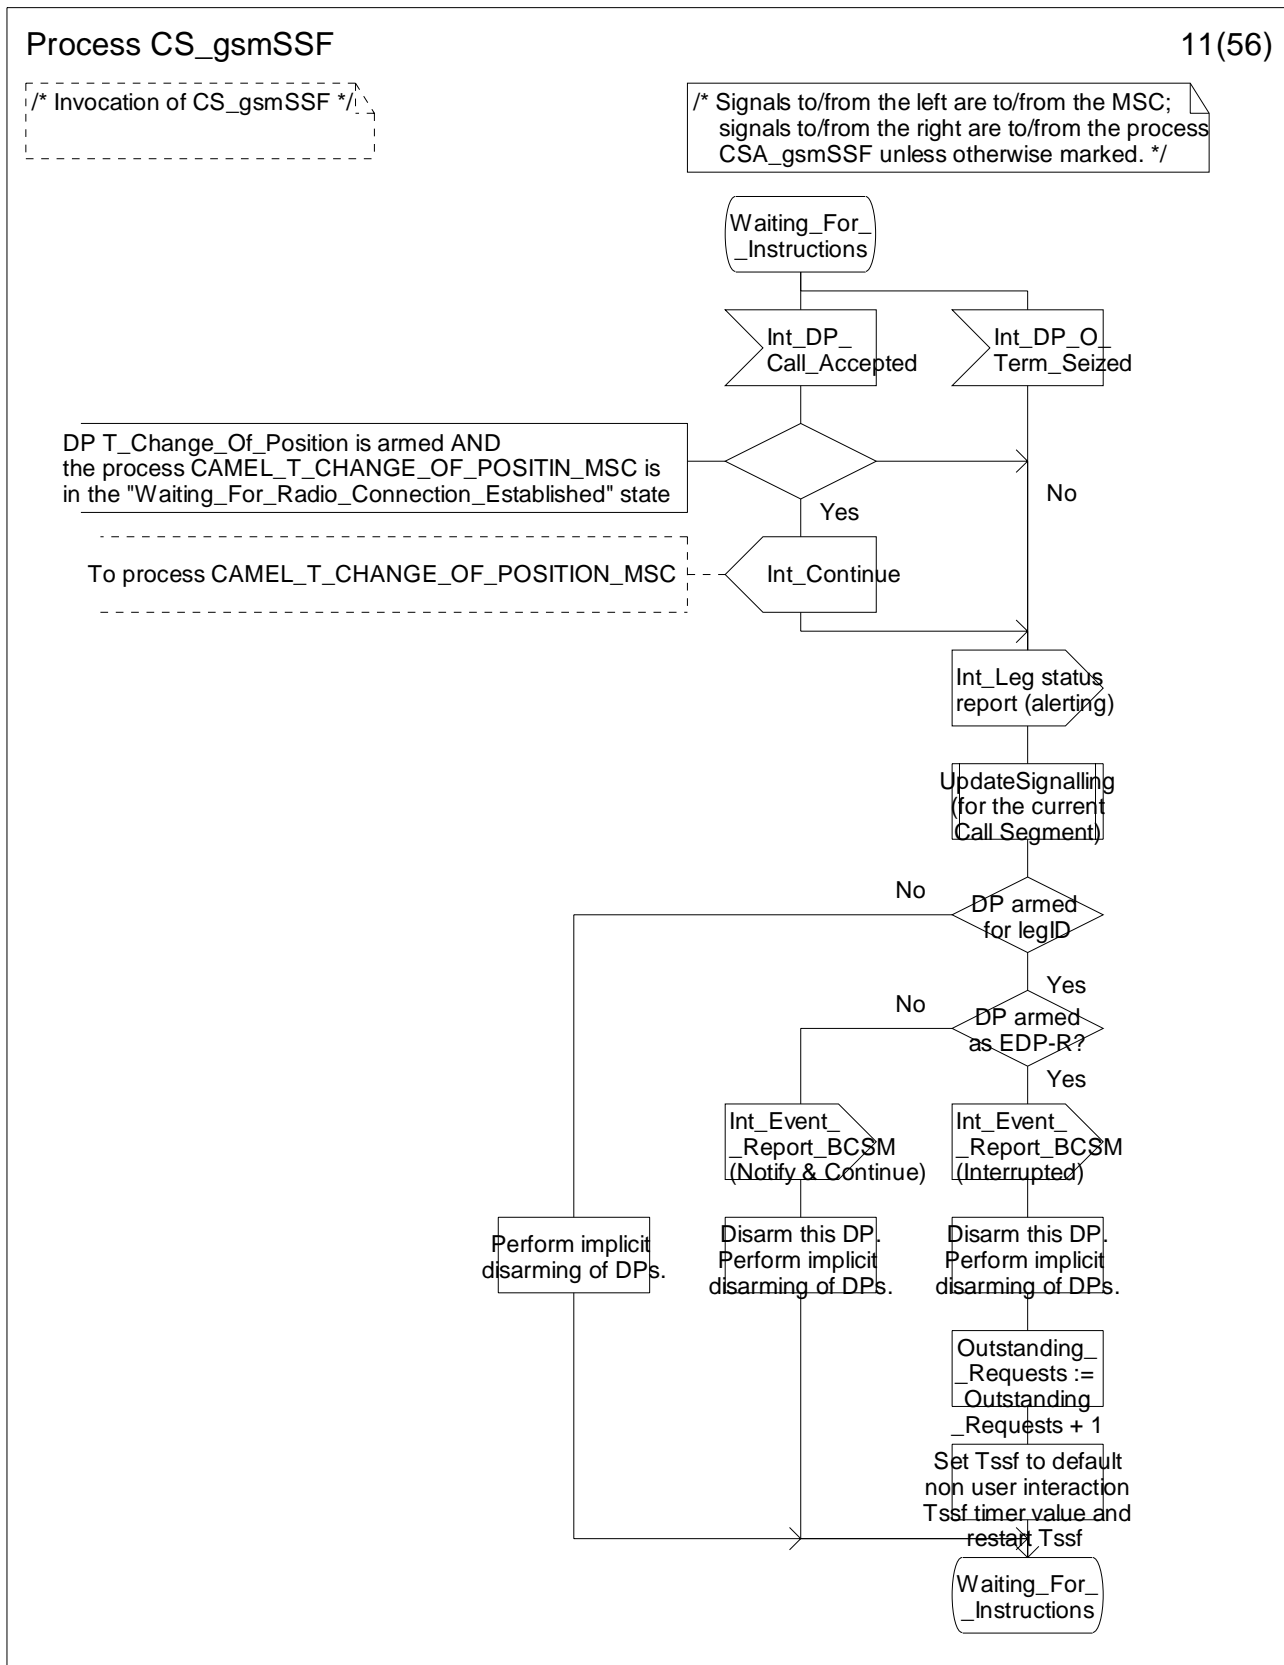 Process CS_gsmSSF
11(56)
/* Invocation of CS_gsmSSF */
/* Signals to/from the left are to/from the MSC;
signals to/from the right are to/from the process
CSA_gsmSSF unless otherwise marked. */
Waiting_For_
_Instructions
Int_DP_
Call_Accepted
Int_DP_O_
Term_Seized
DP T_Change_Of_Position is armed AND
the process CAMEL_T_CHANGE_OF_POSITIN_MSC is
in the "Waiting_For_Radio_Connection_Established" state
No
Yes
To process CAMEL_T_CHANGE_OF_POSITION_MSC
Int_Continue
Int_Leg status
report (alerting)
UpdateSignalling
(for the current
Call Segment)
No
DP armed
for legID
Yes
No
DP armed
as EDP-R?
Yes
Int_Event_
_Report_BCSM
(Notify & Continue)
Int_Event_
_Report_BCSM
(Interrupted)
Perform implicit
disarming of DPs.
Disarm this DP.
Perform implicit
disarming of DPs.
Disarm this DP.
Perform implicit
disarming of DPs.
Outstanding_
_Requests :=
Outstanding
_Requests + 1
Set Tssf to default
non user interaction
Tssf timer value and
restart Tssf
Waiting_For_
_Instructions